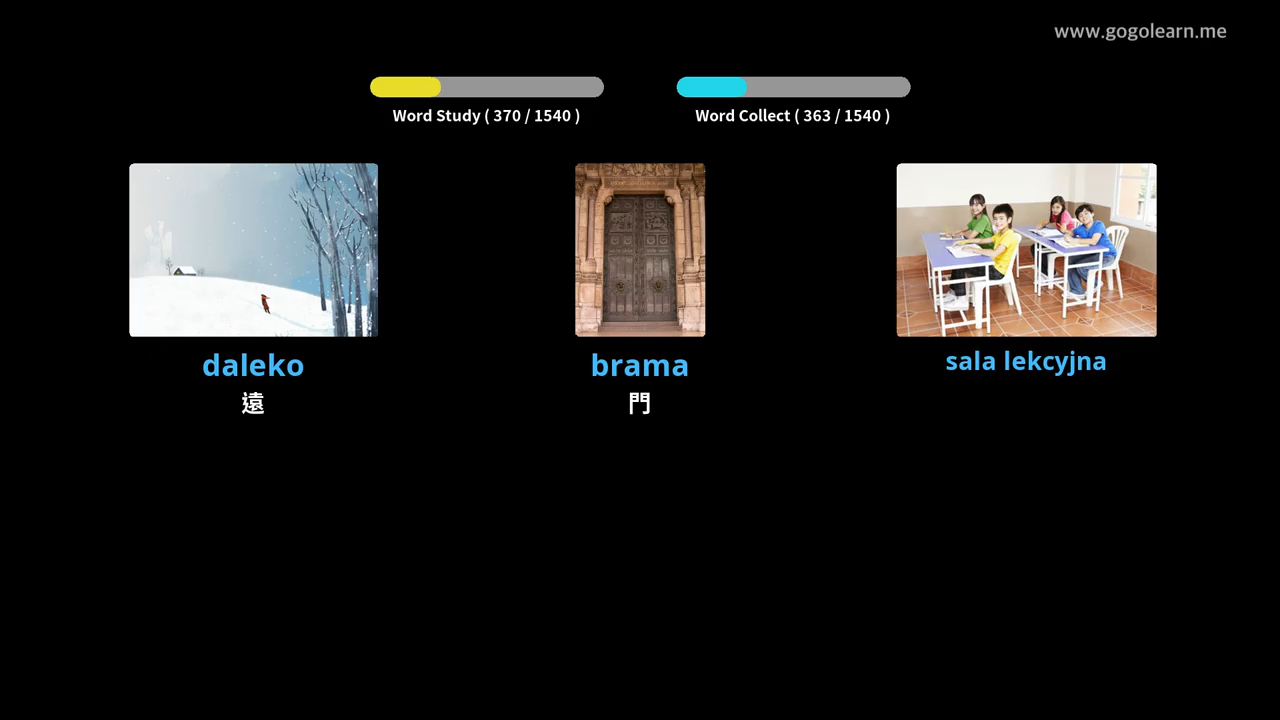 www.gogolearn.me
Word Study ( 370 / 1540 )
Word Collect ( 363 / 1540 )
daleko
brama
sala lekcyjna
遠
門